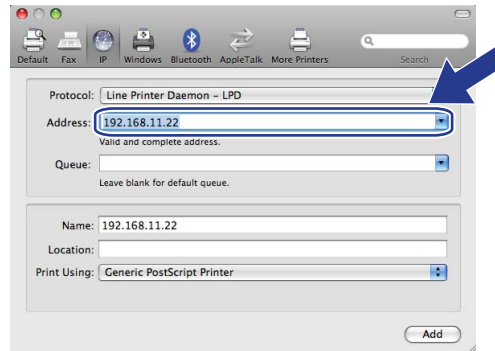 Default Fax IP Windows Bluetooth AppleTalk More Printers Search
Protocol: Line Printer Daemon – LPD
Address: 192.168.11.22
Valid and complete address.
Queue:
Leave blank for default queue.
Name: 192.168.11.22
Location:
Print Using: Generic PostScript Printer
Add